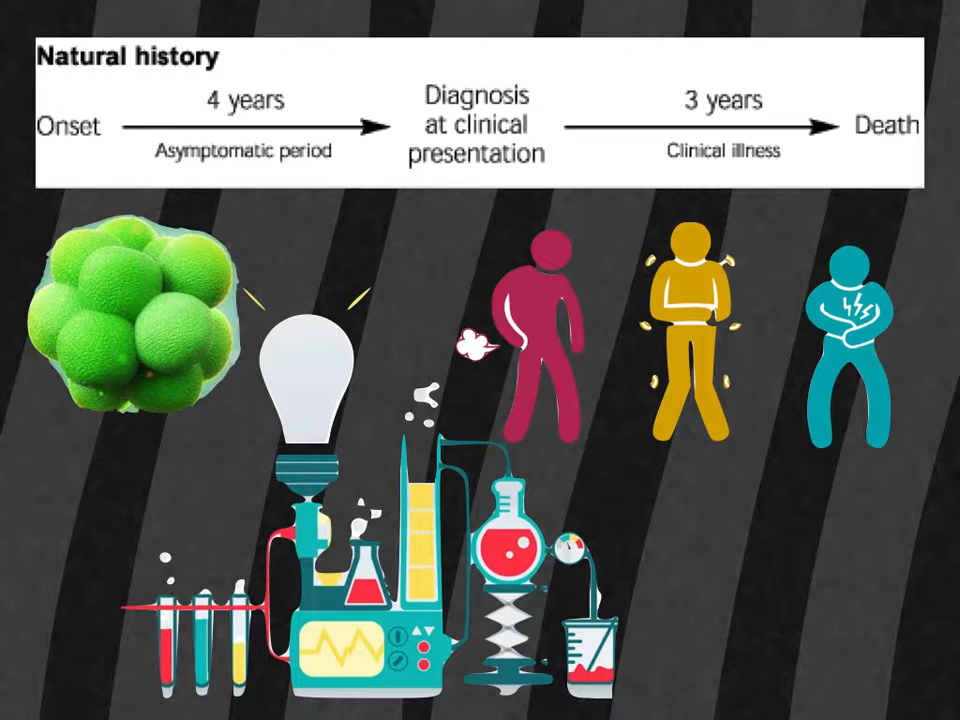 Natural history
4 years
Diagnosis
3 years
Onset
at clinical
Death
Asymptomatic period
presentation
Clinical illness